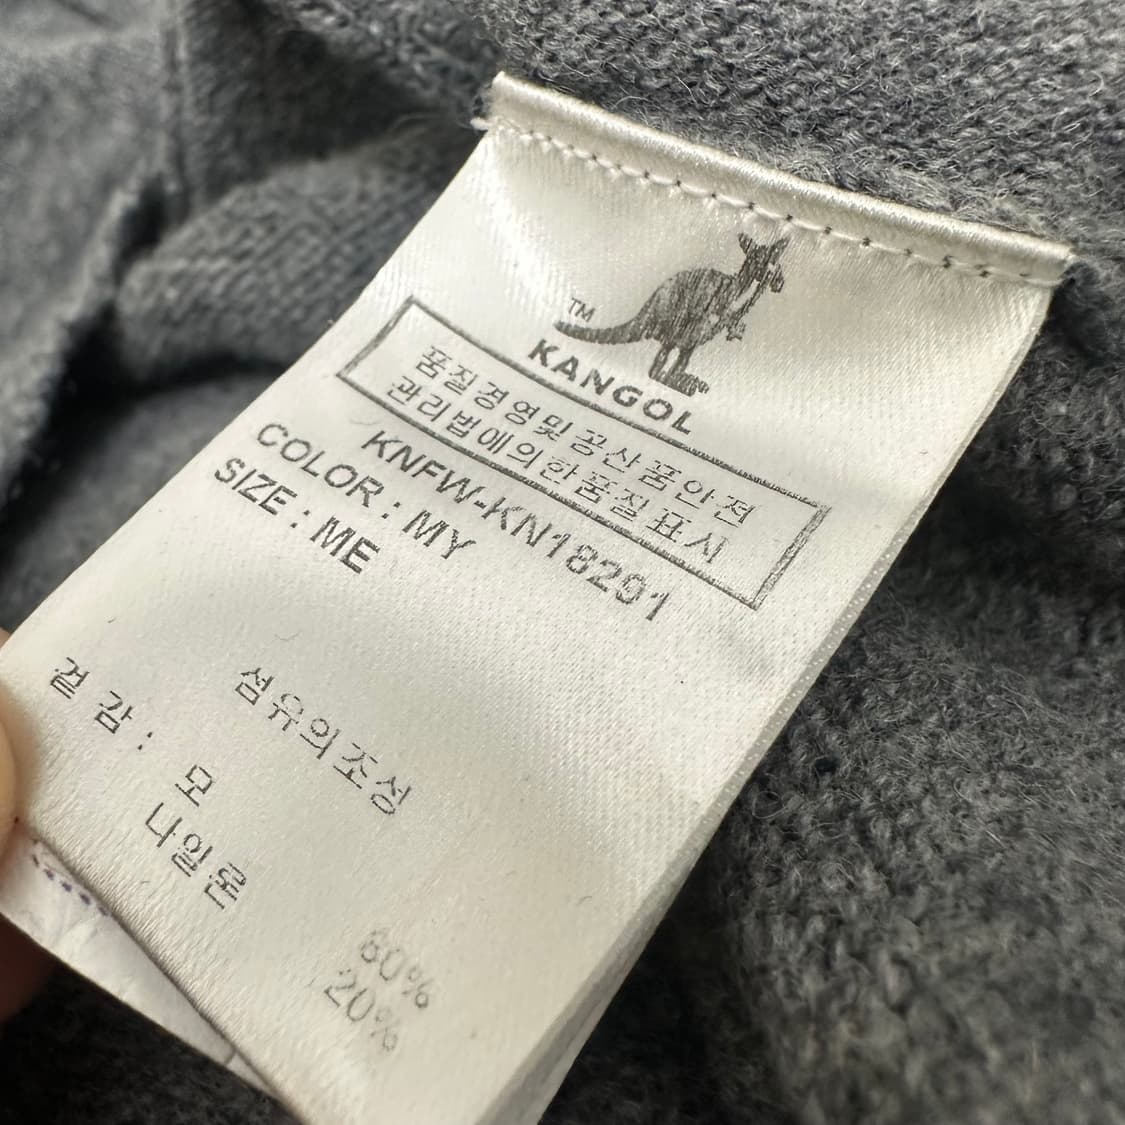 TM
KANGOL
품질경영및공산품안전
관리법에의한품질표시
KNFW-KN18291
COLOR : MY
SIZE : ME
섬유의조성
겉 감 :
모 80%
나일론 20%